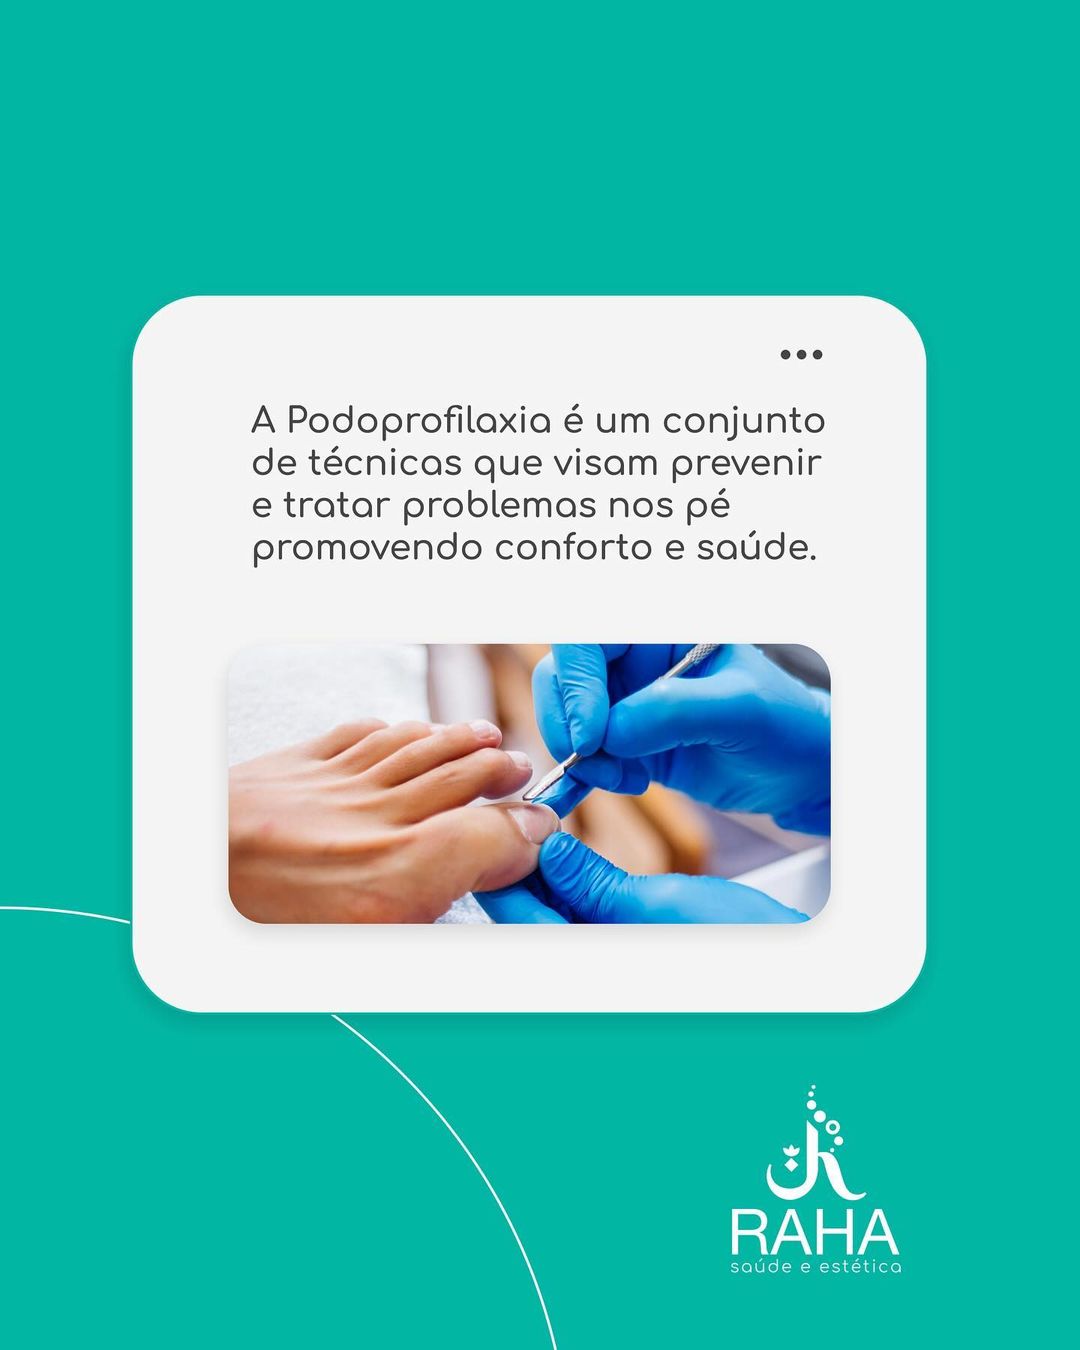 A Podoprofilaxia é um conjunto
de técnicas que visam prevenir
e tratar problemas nos pé
promovendo conforto e saúde.
RAHA
saúde e estética